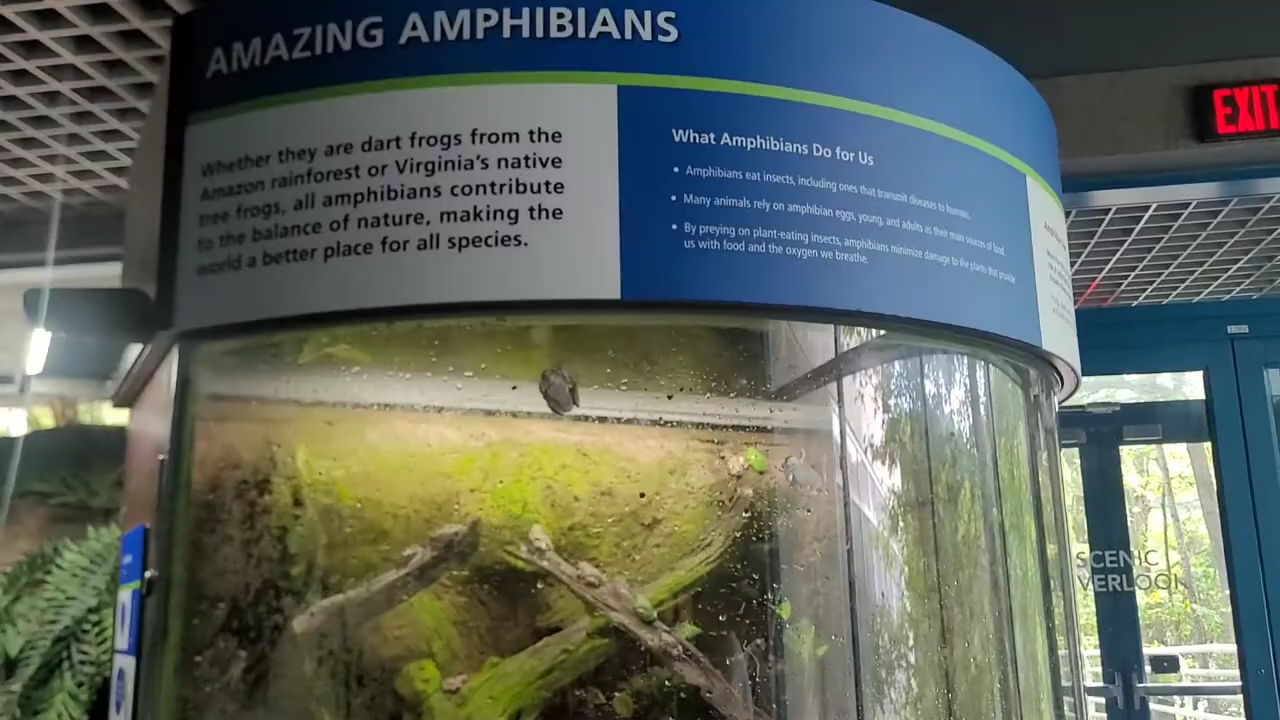 AMAZING AMPHIBIANS
EXIT
Whether they are dart frogs from the
Amazon rainforest or Virginia's native
tree frogs, all amphibians contribute
to the balance of nature, making the
world a better place for all species.
What Amphibians Do for Us
• Amphibians eat insects, including ones that transmit diseases to humans.
• Many animals rely on amphibian eggs, young, and adults as their main sources of food.
• By preying on plant-eating insects, amphibians minimize damage to the plants that provide
us with food and the oxygen we breathe.
SCENIC
VERLOO